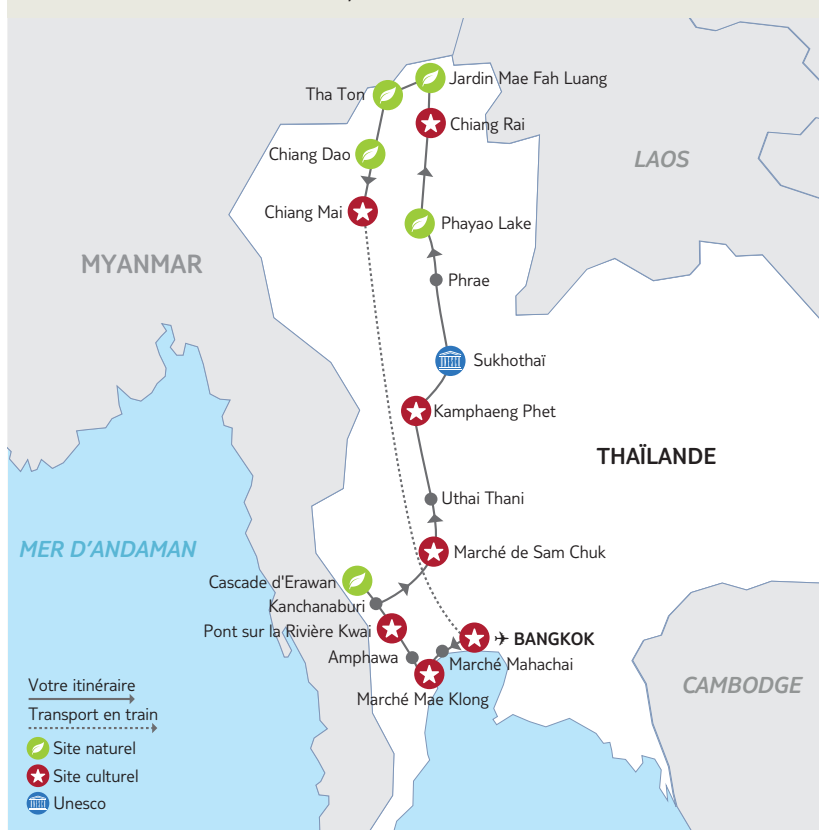 Jardin Mae Fah Luang
Tha Ton
Chiang Rai
Chiang Dao
LAOS
Chiang Mai
Phayao Lake
MYANMAR
Phrae
Sukhothaï
Kamphaeng Phet
THAÏLANDE
Uthai Thani
MER D'ANDAMAN
Marché de Sam Chuk
Cascade d'Erawan
Kanchanaburi
Pont sur la Rivière Kwai
BANGKOK
Amphawa
Marché Mahachai
Marché Mae Klong
CAMBODGE
Votre itinéraire
Transport en train
Site naturel
Site culturel
Unesco